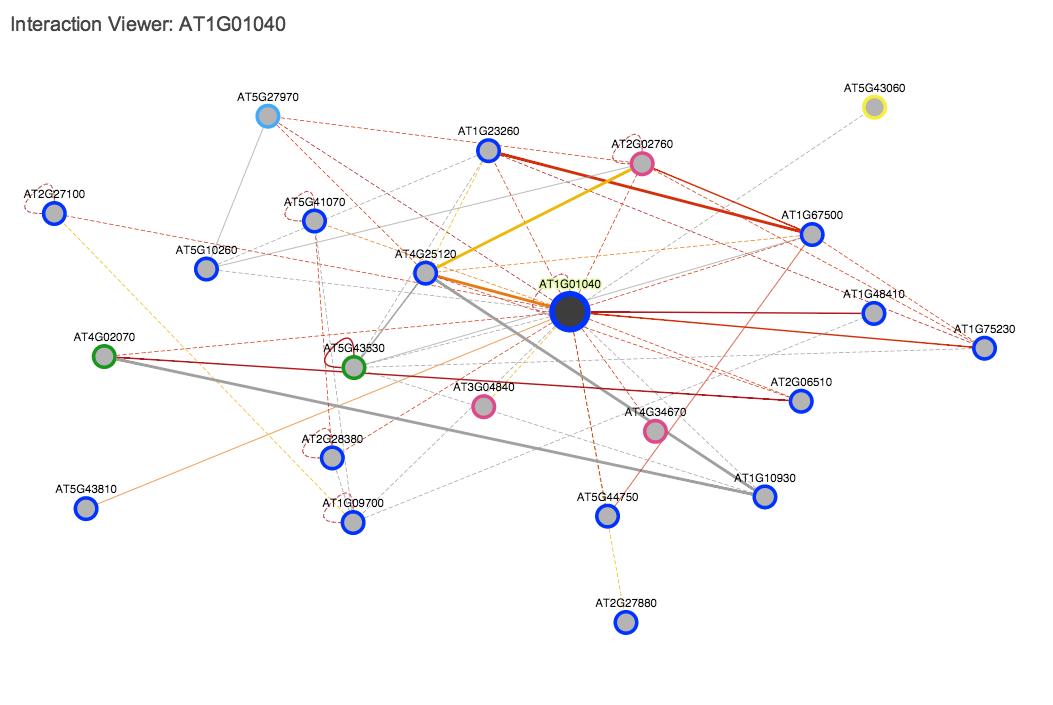 Interaction Viewer: AT1G01040
AT5G43060
AT5G27970
AT1G23260
AT2G02760
AT2G27100
AT5G41070
AT1G67500
AT5G10260
AT4G25120
AT1G01040
AT1G48410
AT1G75230
AT4G02070
AT5G43530
AT3G04840
AT2G06510
AT4G34670
AT2G28380
AT1G10930
AT5G43810
AT1G09700
AT5G44750
AT2G27880